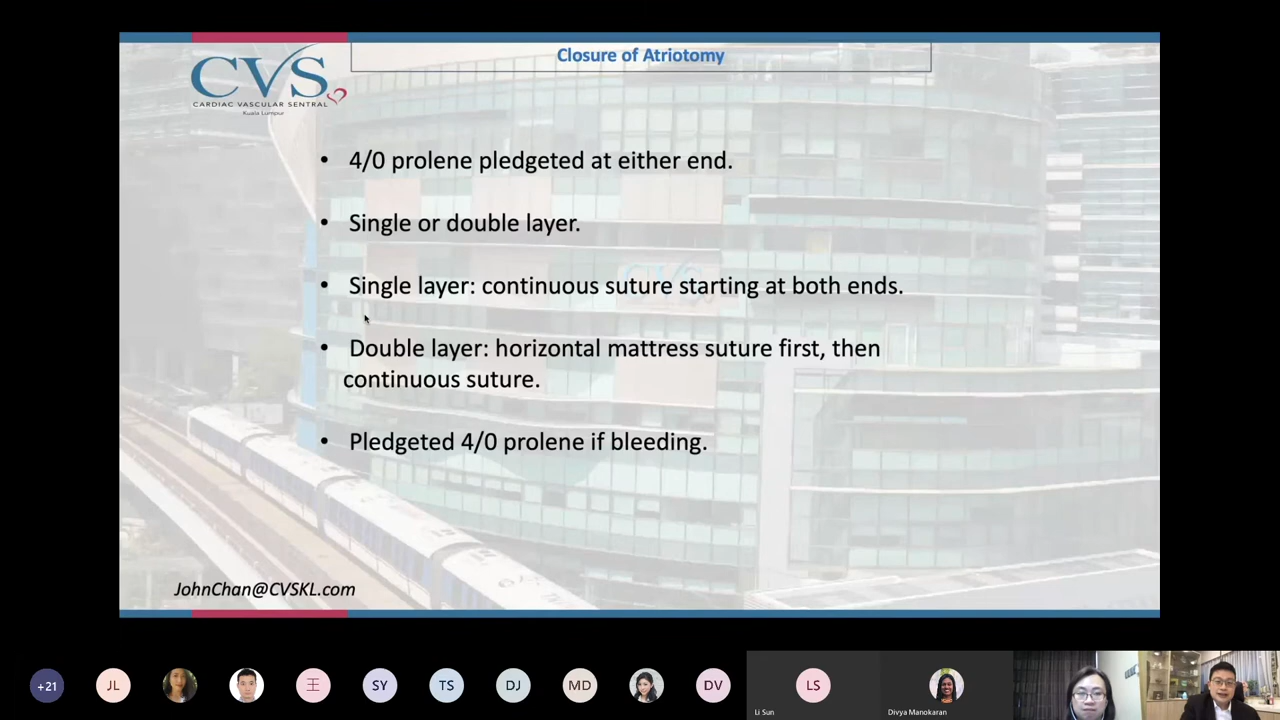 Closure of Atriotomy
CVS
CARDIAC VASCULAR SENTRAL
Kuala Lumpur
• 4/0 prolene pledgeted at either end.
• Single or double layer.
CVS
• Single layer: continuous suture starting at both ends.
• Double layer: horizontal mattress suture first, then
continuous suture.
• Pledgeted 4/0 prolene if bleeding.
JohnChan@CVSKL.com
+21
JL
王
SY
TS
DJ
MD
DV
LS
Li Sun
Divya Manokaran